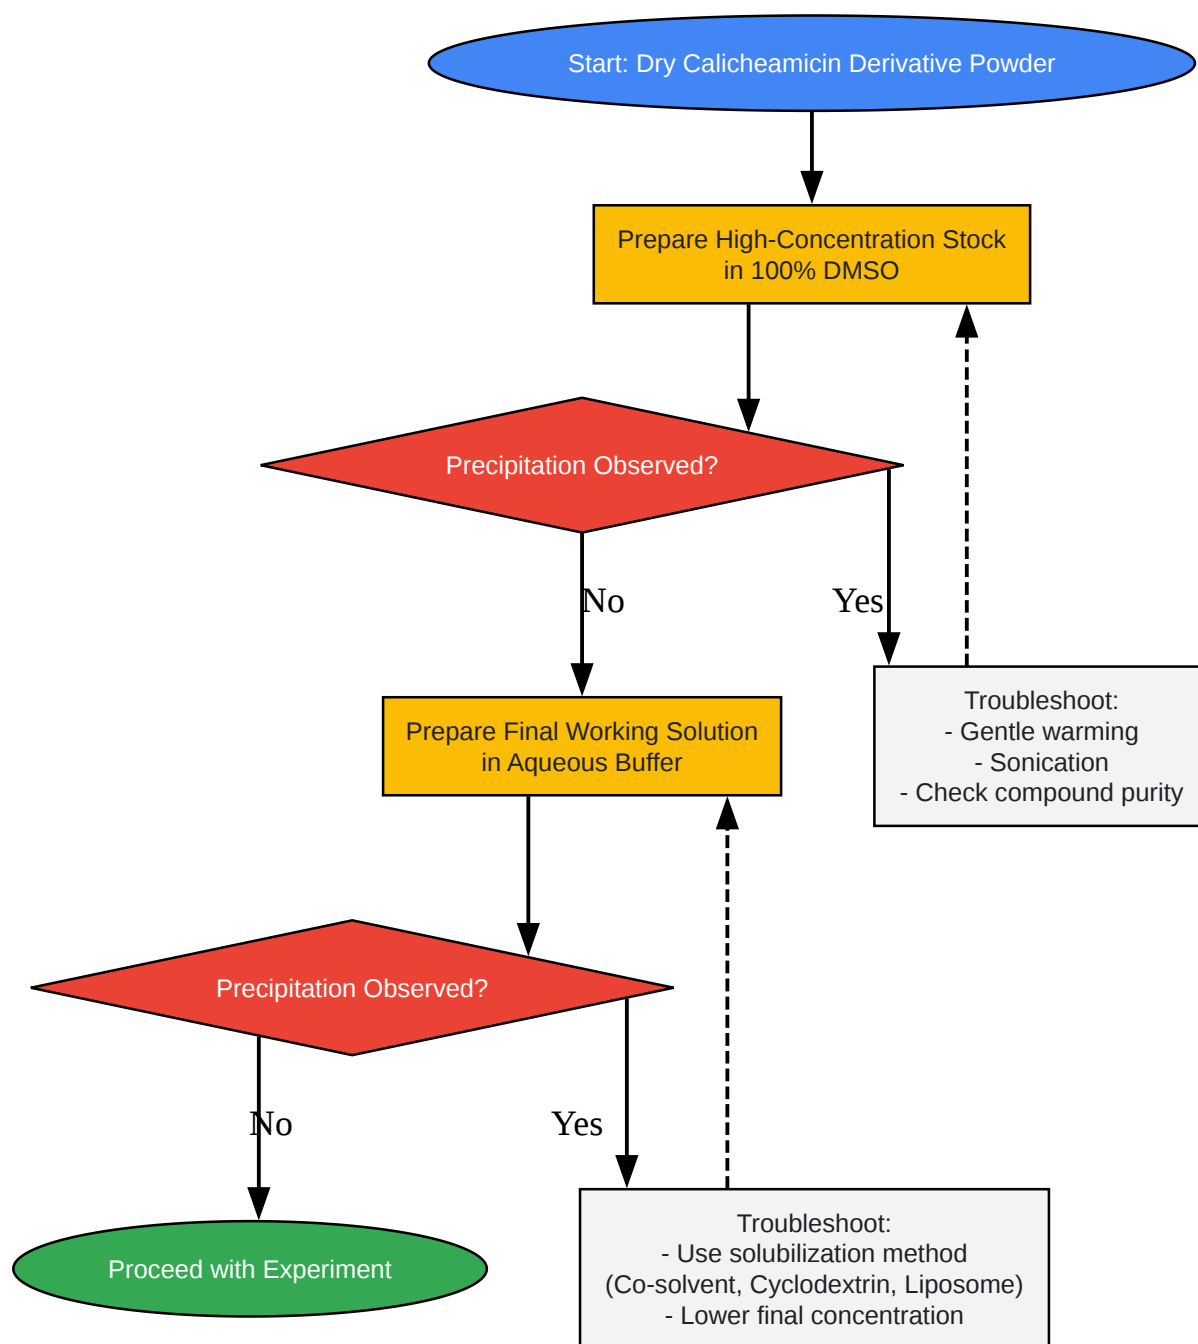 Start: Dry Calicheamicin Derivative Powder
Prepare High-Concentration Stock
in 100% DMSO
Precipitation Observed?
No
Yes
Troubleshoot:
- Gentle warming
- Sonication
- Check compound purity
Prepare Final Working Solution
in Aqueous Buffer
Precipitation Observed?
No
Yes
Troubleshoot:
- Use solubilization method
(Co-solvent, Cyclodextrin, Liposome)
- Lower final concentration
Proceed with Experiment